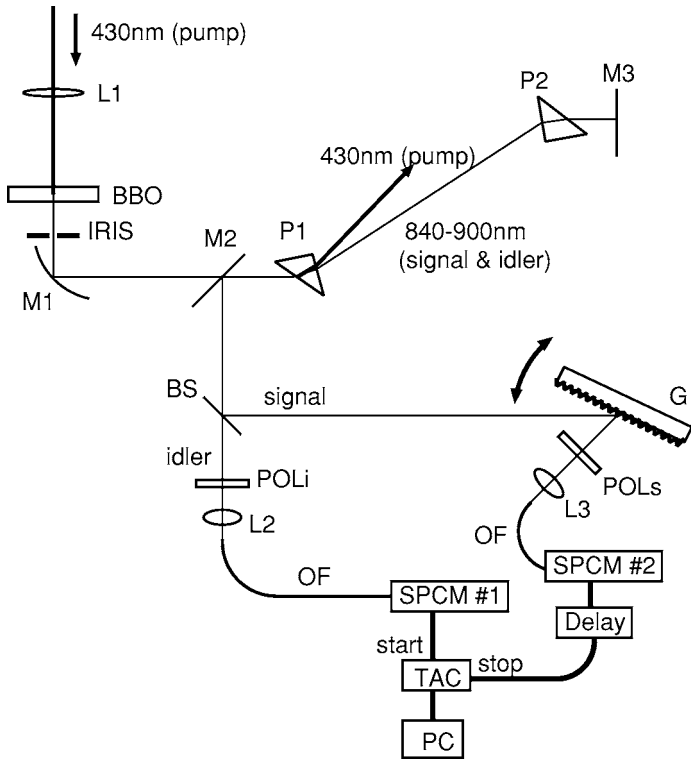 430nm (pump)
L1
BBO
IRIS
M1
M2
P1
430nm (pump)
P2
M3
840-900nm
(signal & idler)
BS
signal
G
idler
POLi
L2
OF
POLs
L3
OF
SPCM #1
SPCM #2
Delay
start
stop
TAC
PC